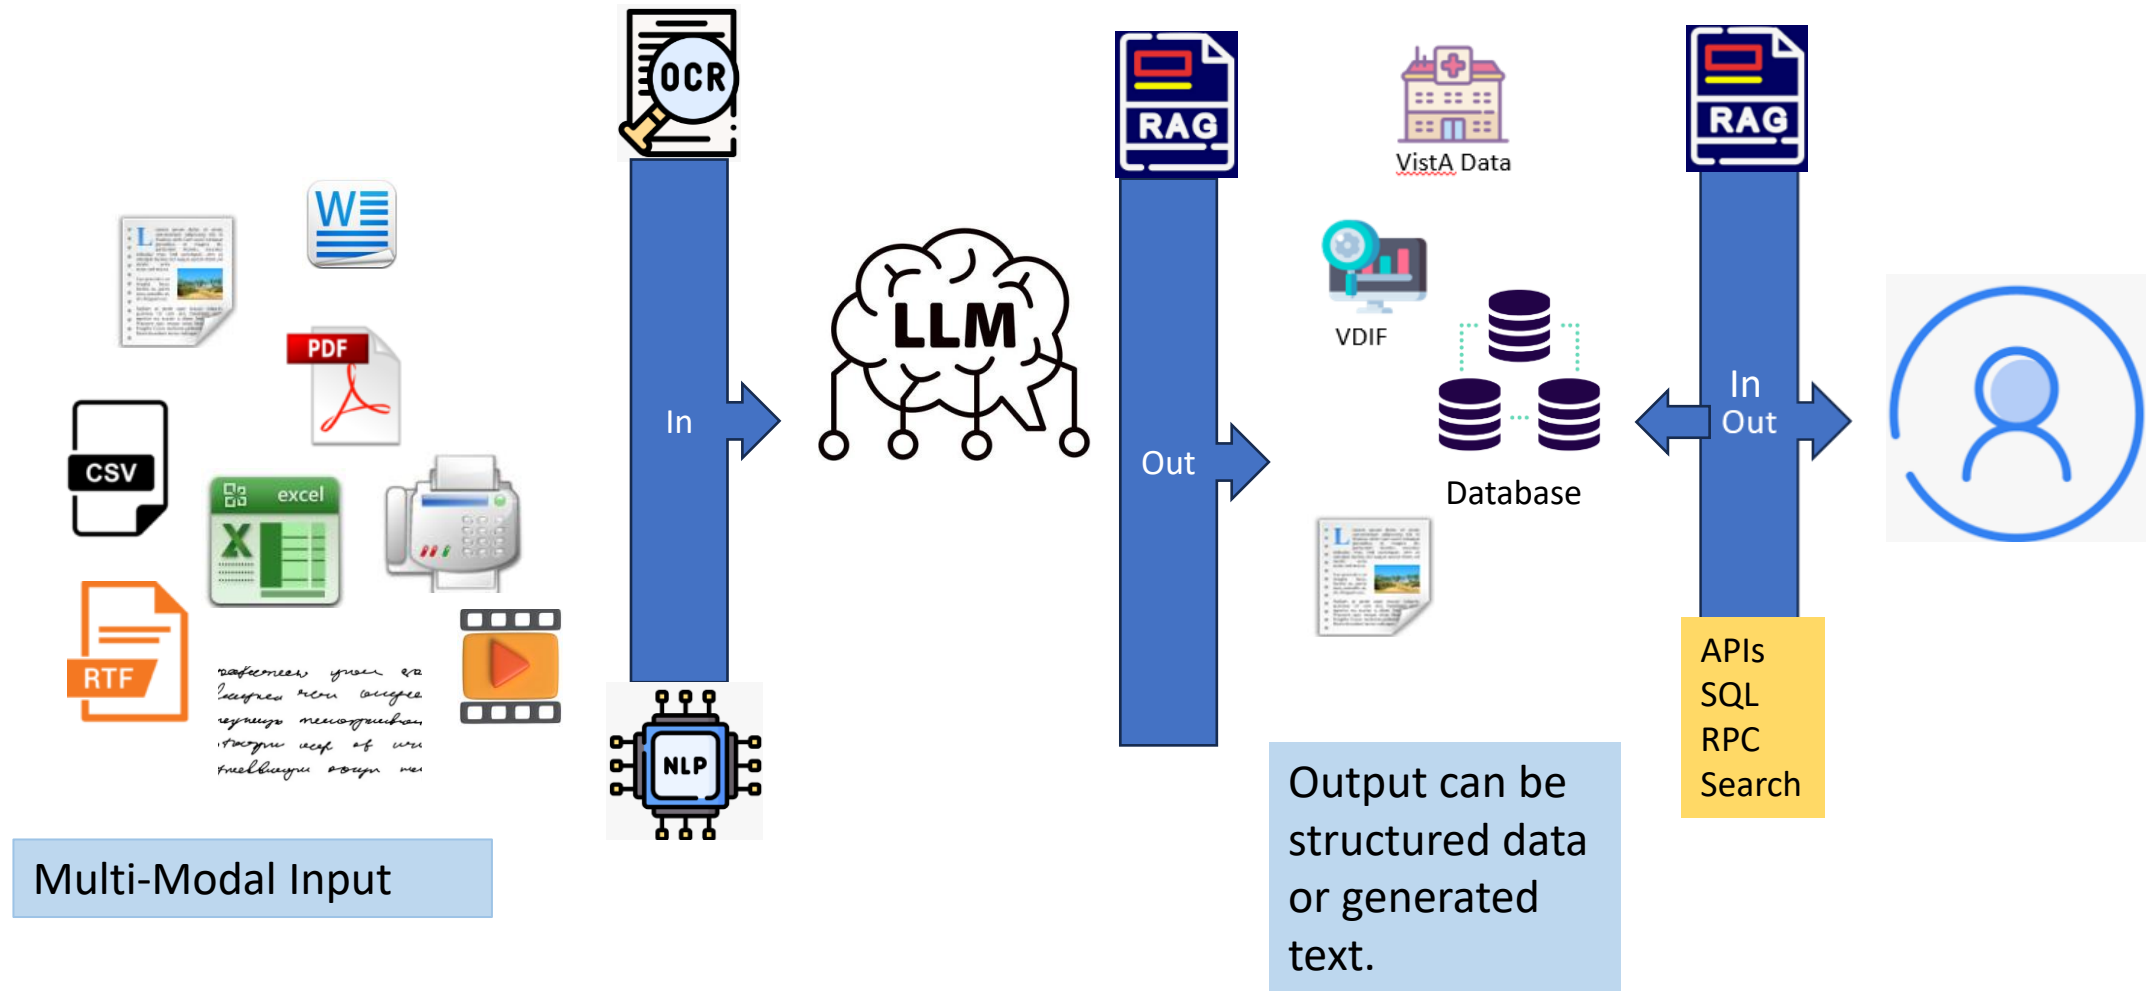 OCR
RAG
RAG
VistA Data
W
L
PDF
LLM
VDIF
In
In
Out
CSV
excel
X
Out
Database
L
RTF
APIs
SQL
RPC
Search
NLP
Output can be
structured data
or generated
text.
Multi-Modal Input